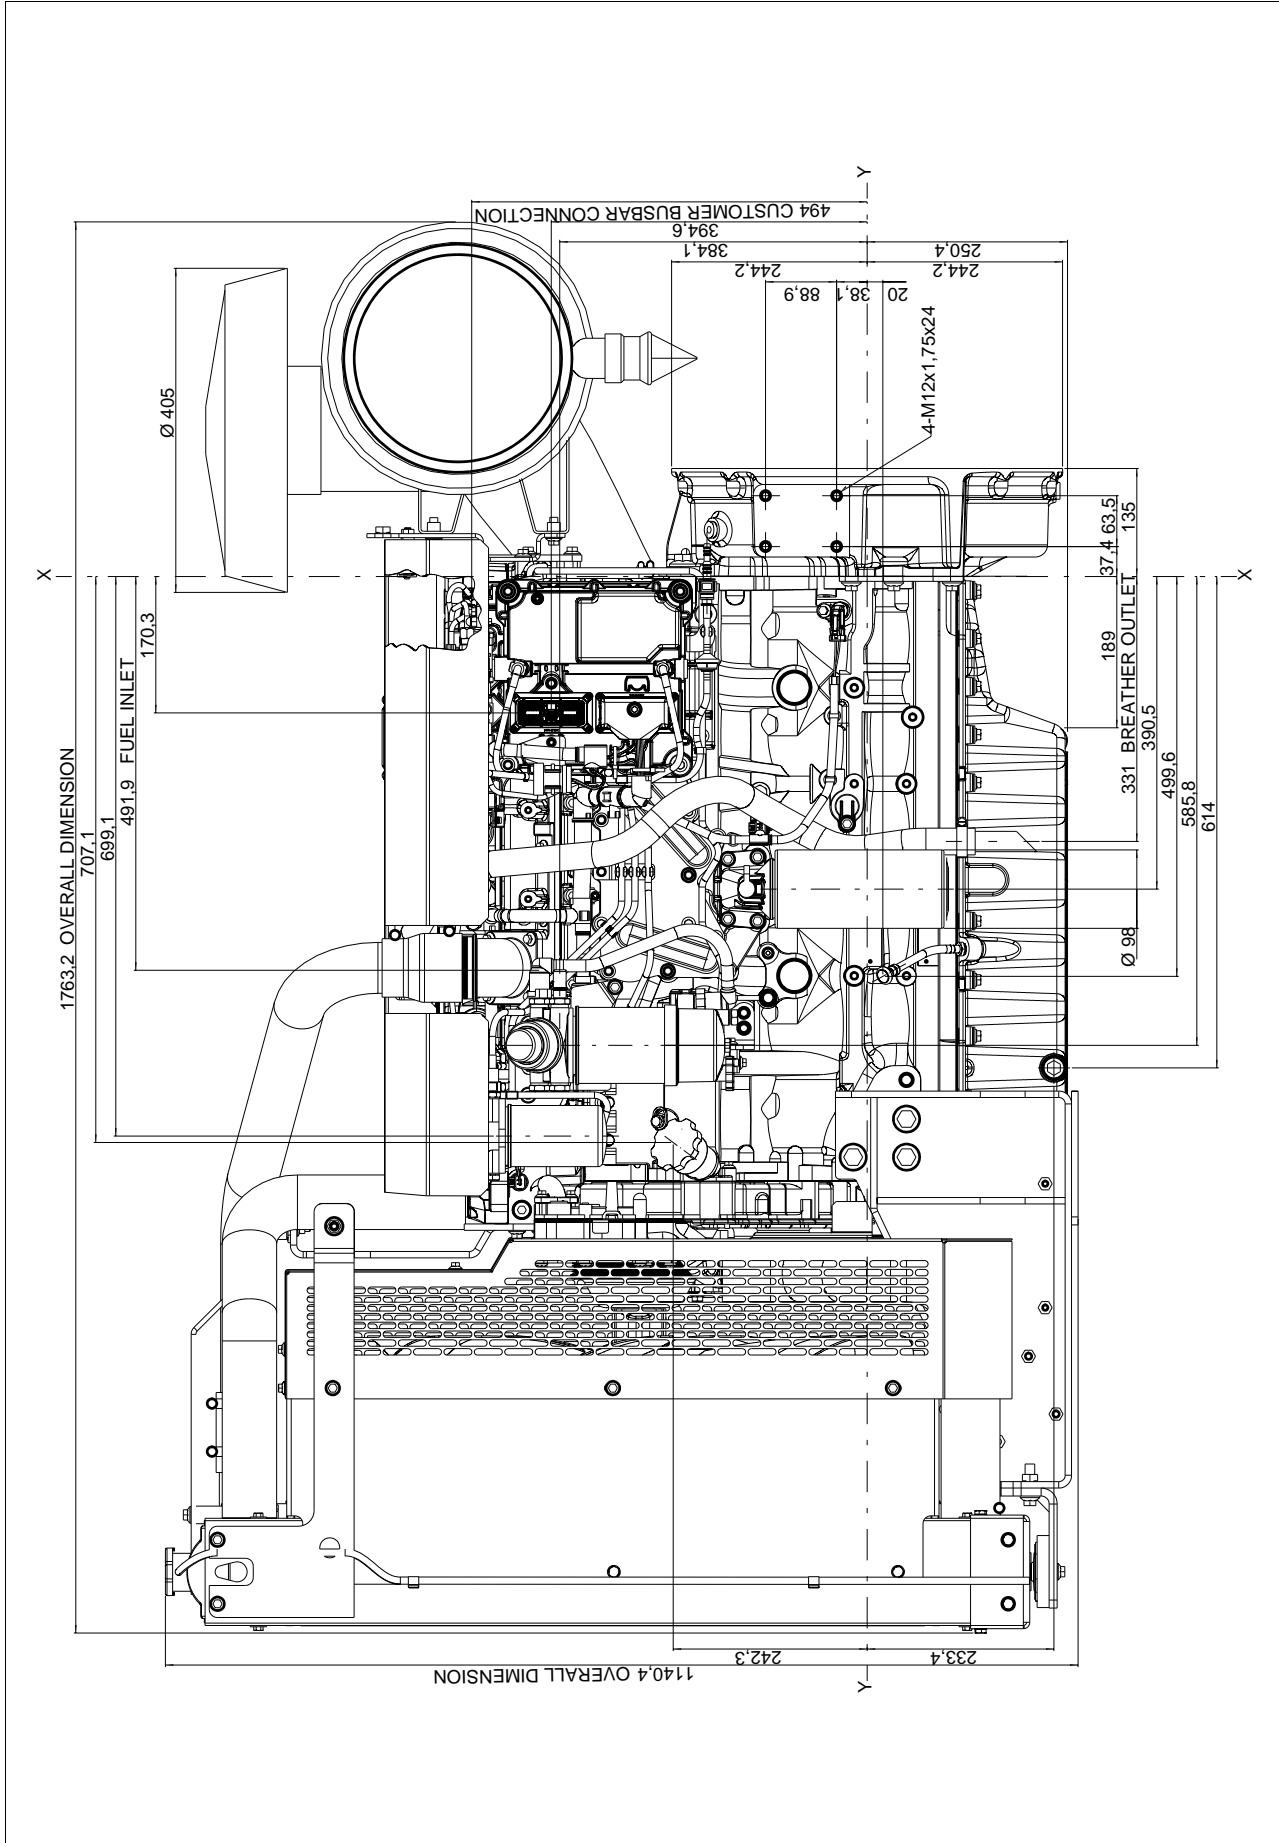 Y
494 CUSTOMER BUSBAR CONNECTION
394,6
384,1
250,4
244,2
244,2
88,9
38,1
20
Ø 405
4-M12x1,75x24
X
63,5
135
37,4
X
170,3
189
331 BREATHER OUTLET
491,9 FUEL INLET
390,5
499,6
1763,2 OVERALL DIMENSION
707,1
699,1
585,8
614
Ø 98
242,3
233,4
1140,4 OVERALL DIMENSION
Y